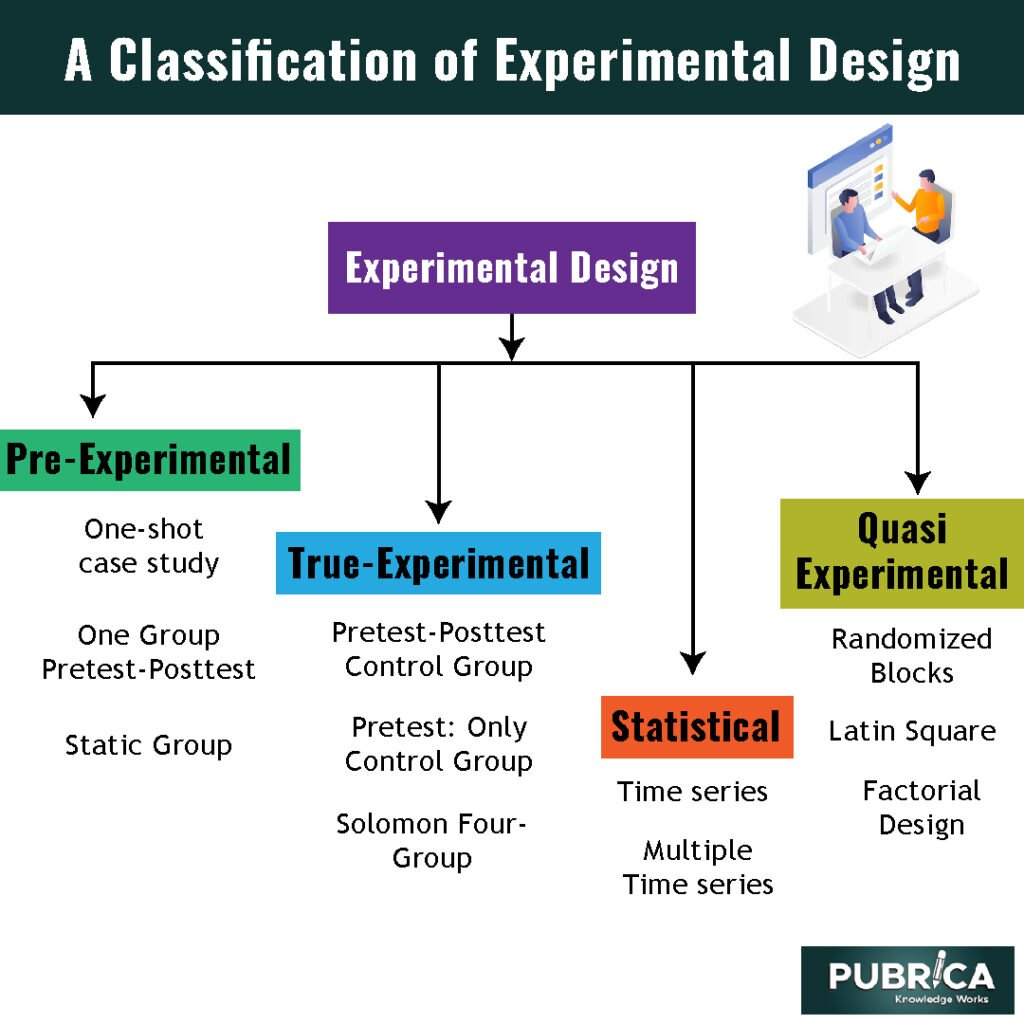 A Classification of Experimental Design
Experimental Design
Pre-Experimental
One-shot
case study
One Group
Pretest-Posttest
Static Group
True-Experimental
Pretest-Posttest
Control Group
Pretest: Only
Control Group
Solomon Four-
Group
Statistical
Time series
Multiple
Time series
Quasi
Experimental
Randomized
Blocks
Latin Square
Factorial
Design
PUBRICA
Knowledge Works